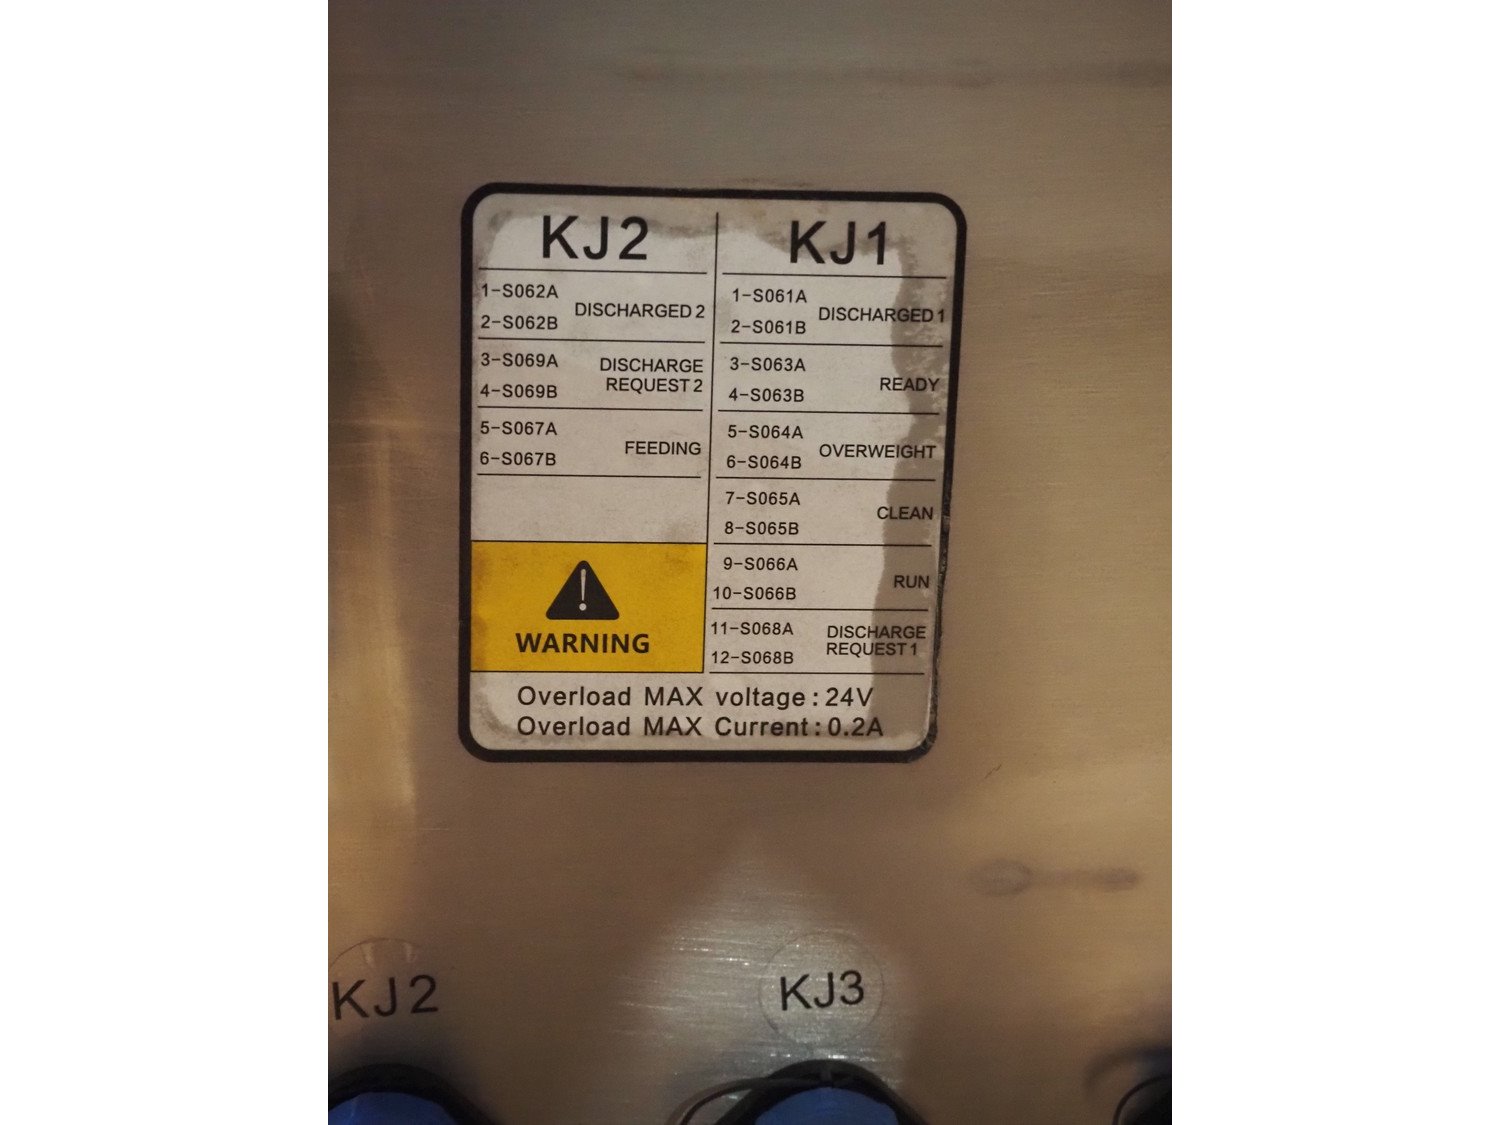 KJ2
1-S062A
2-S062B
DISCHARGED 2
3-S069A
4-S069B
DISCHARGE
REQUEST 2
5-S067A
6-S067B
FEEDING
WARNING
KJ1
1-S061A
2-S061B
DISCHARGED 1
3-S063A
4-S063B
READY
5-S064A
6-S064B
OVERWEIGHT
7-S065A
8-S065B
CLEAN
9-S066A
10-S066B
RUN
11-S068A
12-S068B
DISCHARGE
REQUEST 1
Overload MAX voltage: 24V
Overload MAX Current: 0.2A
KJ2
KJ3